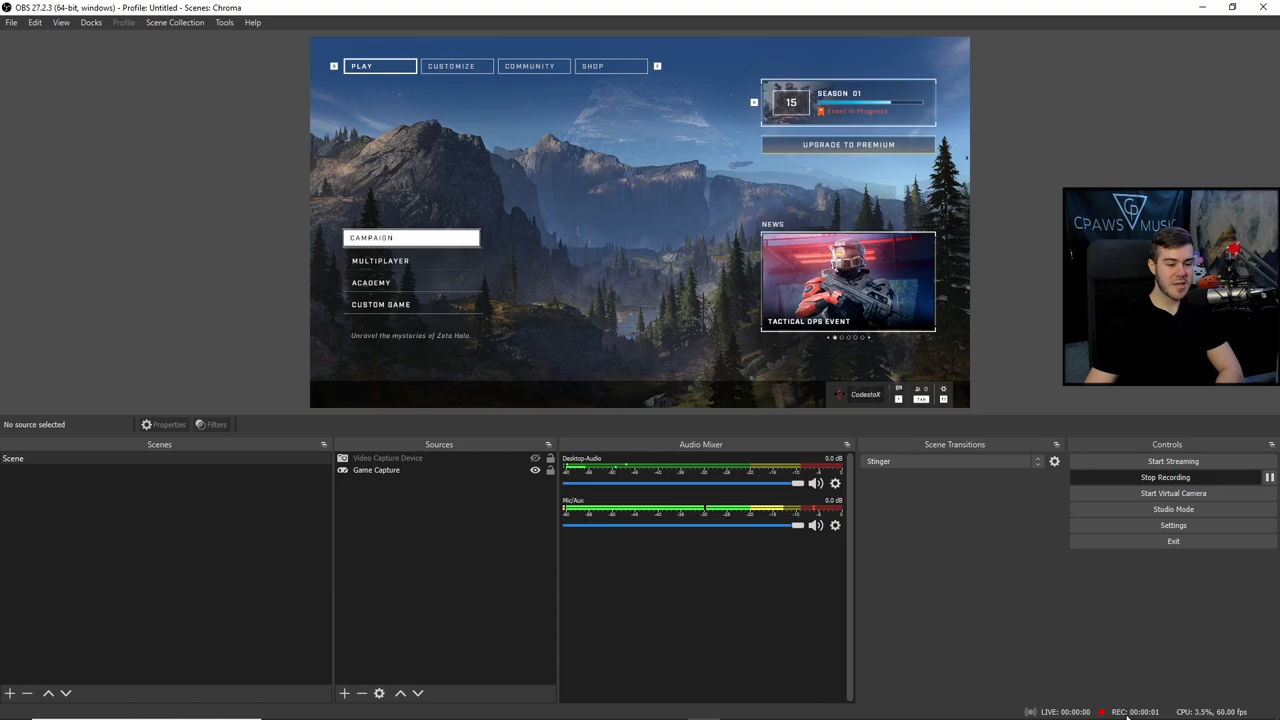 OBS 27.2.3 (64-bit, windows) - Profile: Untitled - Scenes: Chroma
File Edit View Docks Profile Scene Collection Tools Help
PLAY CUSTOMIZE COMMUNITY SHOP
15 SEASON 01
Event In Progress
UPGRADE TO PREMIUM
CAMPAIGN
MULTIPLAYER
ACADEMY
CUSTOM GAME
Unravel the mysteries of Zeta Halo.
NEWS
TACTICAL OPS EVENT
CodestoX
0
CPAWS MUSIC
No source selected Properties Filters
Scenes
Scene
Sources
Video Capture Device
Game Capture
Audio Mixer
Desktop-Audio 0.0 dB
Mic/Aux 0.0 dB
Scene Transitions
Stinger
Controls
Start Streaming
Stop Recording
Start Virtual Camera
Studio Mode
Settings
Exit
LIVE: 00:00:00 REC: 00:00:01 CPU: 3.5%, 60.00 fps